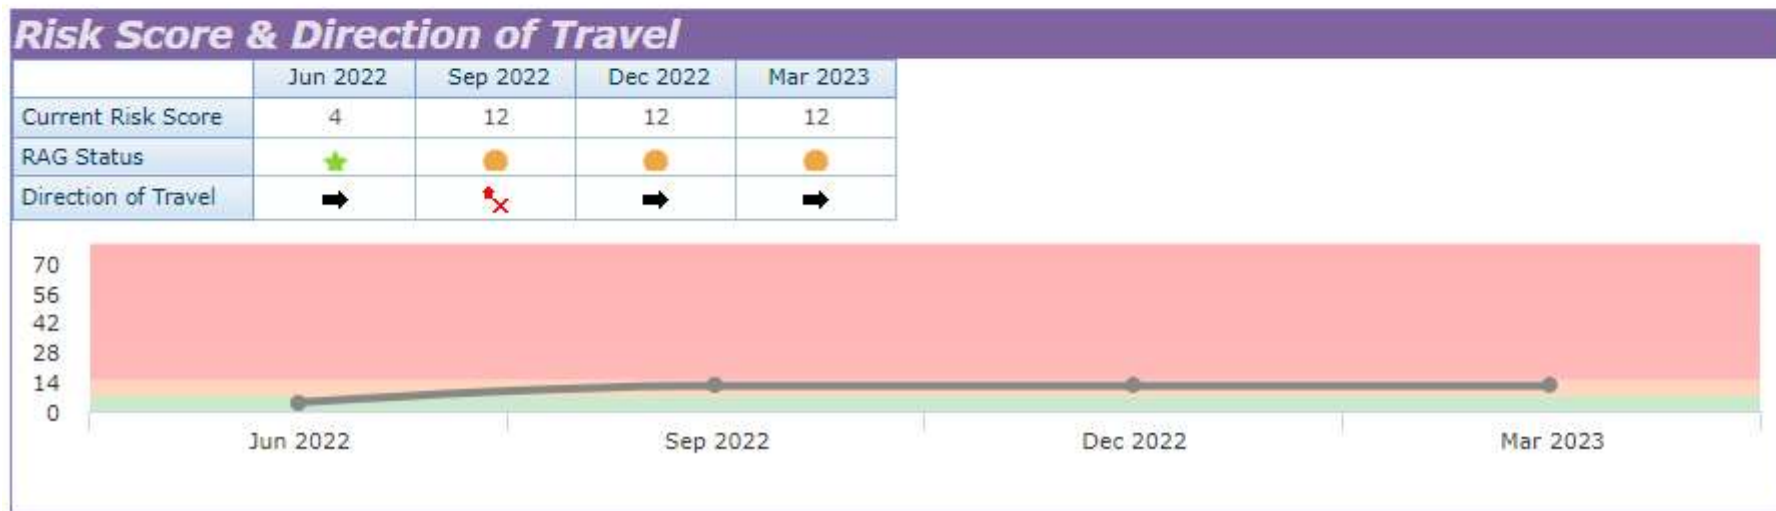 Risk Score & Direction of Travel
Jun 2022 Sep 2022 Dec 2022 Mar 2023
Current Risk Score 4 12 12 12
RAG Status
Direction of Travel
70
56
42
28
14
0
Jun 2022 Sep 2022 Dec 2022 Mar 2023